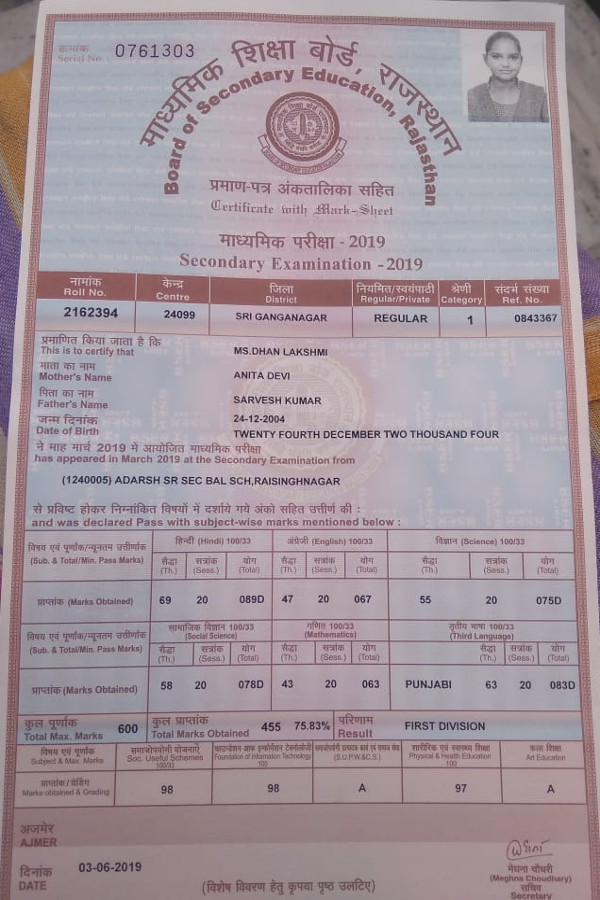 क्रमांक
Serial No. 0761303
माध्यमिक शिक्षा बोर्ड, राजस्थान
Board of Secondary Education, Rajasthan
प्रमाण-पत्र अंकतालिका सहित
Certificate with Mark-Sheet
माध्यमिक परीक्षा - 2019
Secondary Examination - 2019
नामांक केन्द्र जिला नियमित/स्वयंपाठी श्रेणी संदर्भ संख्या
Roll No. Centre District Regular/Private Category Ref. No.
2162394 24099 SRI GANGANAGAR REGULAR 1 0843367
प्रमाणित किया जाता है कि
This is to certify that MS.DHAN LAKSHMI
माता का नाम
Mother's Name ANITA DEVI
पिता का नाम
Father's Name SARVESH KUMAR
जन्म दिनांक 24-12-2004
Date of Birth TWENTY FOURTH DECEMBER TWO THOUSAND FOUR
ने माह मार्च 2019 में आयोजित माध्यमिक परीक्षा
has appeared in March 2019 at the Secondary Examination from
(1240005) ADARSH SR SEC BAL SCH,RAISINGHNAGAR
से प्रविष्ट होकर निम्नांकित विषयों में दर्शाये गये अंको सहित उत्तीर्ण की :
and was declared Pass with subject-wise marks mentioned below :
विषय एवं पूर्णांक/न्यूनतम उत्तीर्णांक हिन्दी (Hindi) 100/33 अंग्रेजी (English) 100/33 विज्ञान (Science) 100/33
(Sub. & Total/Min. Pass Marks) सैद्धा सत्रांक योग सैद्धा सत्रांक योग सैद्धा सत्रांक योग
(Th.) (Sess.) (Total) (Th.) (Sess.) (Total) (Th.) (Sess.) (Total)
प्राप्तांक (Marks Obtained) 69 20 089D 47 20 067 55 20 075D
विषय एवं पूर्णांक/न्यूनतम उत्तीर्णांक सामाजिक विज्ञान 100/33 गणित 100/33 तृतीय भाषा 100/33
(Social Science) (Mathematics) (Third Language)
(Sub. & Total/Min. Pass Marks) सैद्धा सत्रांक योग सैद्धा सत्रांक योग सैद्धा सत्रांक योग
(Th.) (Sess.) (Total) (Th.) (Sess.) (Total) (Th.) (Sess.) (Total)
प्राप्तांक (Marks Obtained) 58 20 078D 43 20 063 PUNJABI 63 20 083D
कुल पूर्णांक कुल प्राप्तांक परिणाम
Total Max. Marks 600 Total Marks Obtained 455 75.83% Result FIRST DIVISION
विषय एवं पूर्णांक समाजोपयोगी योजनाऐं फाउन्डेशन आफ इन्फोर्मेशन टेक्नोलॉजी शारीरिक एवं स्वास्थ्य शिक्षा कला शिक्षा
Subject & Max. Marks Soc. Useful Schemes Foundation of Information Technology (S.U.P.W.&C.S.) Physical & Health Education Art Education
100/33 100 100
प्राप्तांक/ग्रेडिंग
Marks obtained & Grading 98 98 A 97 A
अजमेर
AJMER
दिनांक 03-06-2019
DATE
(विशेष विवरण हेतु कृपया पृष्ठ उलटिए)
मेघना चौधरी
(Meghna Choudhary)
सचिव
Secretary